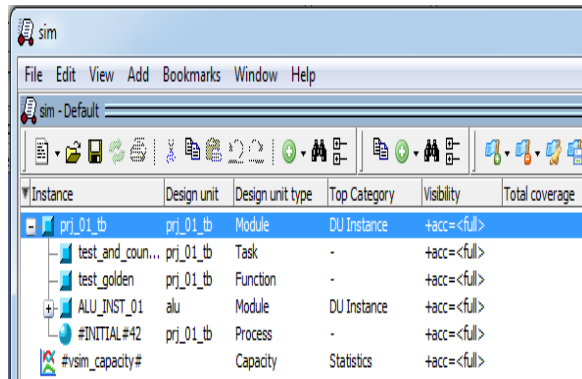 sim
File Edit View Add Bookmarks Window Help
sim - Default
Instance Design unit Design unit type Top Category Visibility Total coverage
prj_01_tb prj_01_tb Module DU Instance +acc=<full>
test_and_coun... prj_01_tb Task - +acc=<full>
test_golden prj_01_tb Function - +acc=<full>
ALU_INST_01 alu Module DU Instance +acc=<full>
#INITIAL#42 prj_01_tb Process - +acc=<full>
#vsim_capacity# Capacity Statistics +acc=<full>